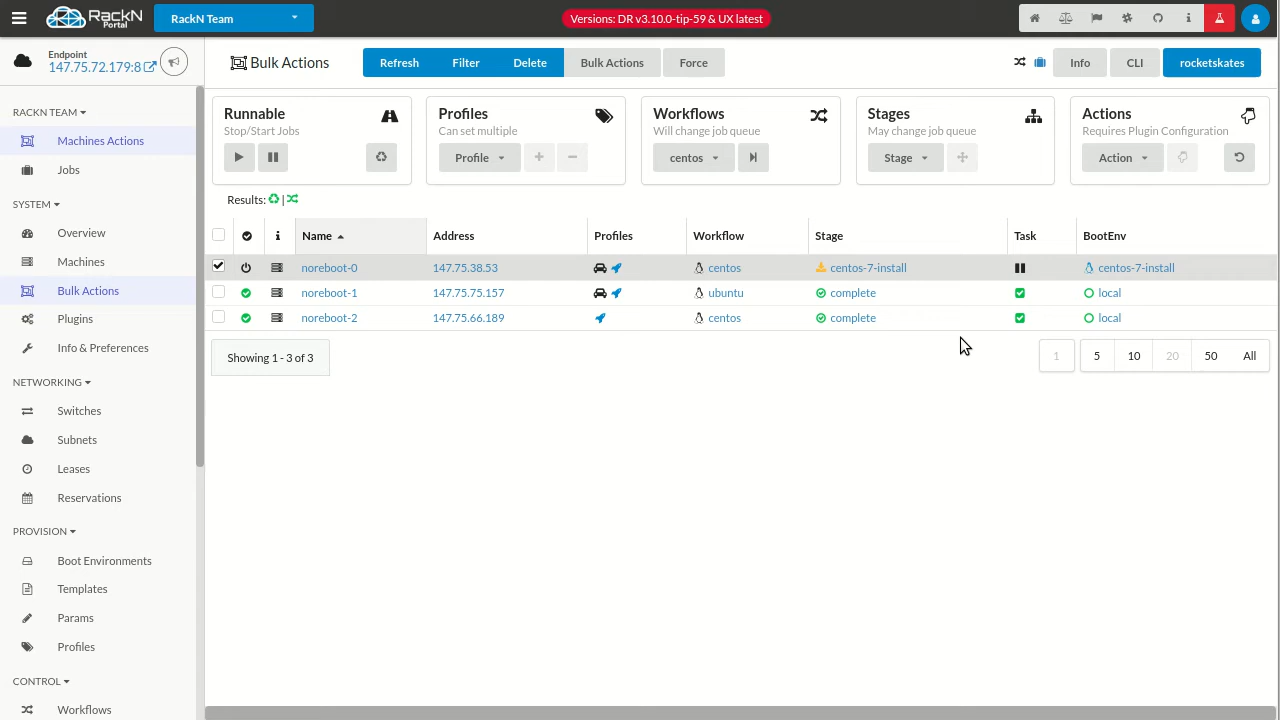 RackN Portal
RackN Team
Versions: DR v3.10.0-tip-59 & UX latest
Endpoint
147.75.72.179:8
Bulk Actions
Refresh
Filter
Delete
Bulk Actions
Force
Info
CLI
rocketskates
RACKN TEAM
Machines Actions
Jobs
SYSTEM
Overview
Machines
Bulk Actions
Plugins
Info & Preferences
NETWORKING
Switches
Subnets
Leases
Reservations
PROVISION
Boot Environments
Templates
Params
Profiles
CONTROL
Workflows
Runnable
Stop/Start Jobs
Profiles
Can set multiple
Profile
Workflows
Will change job queue
centos
Stages
May change job queue
Stage
Actions
Requires Plugin Configuration
Action
Results: |
Name Address Profiles Workflow Stage Task BootEnv
noreboot-0 147.75.38.53 centos centos-7-install centos-7-install
noreboot-1 147.75.75.157 ubuntu complete local
noreboot-2 147.75.66.189 centos complete local
Showing 1 - 3 of 3
1 5 10 20 50 All